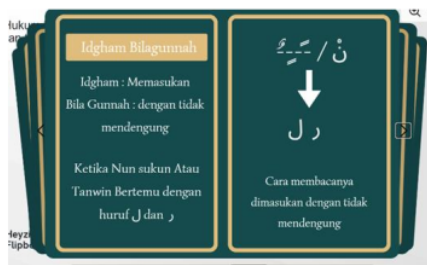 Idgham Bilagunnah
Idgham : Memasukan
Bila Gunnah : dengan tidak
mendengung
Ketika Nun sukun Atau
Tanwin Bertemu dengan
huruf ل dan ر
نْ / ـًـٍـٌ
ر ل
Cara membacanya
dimasukan dengan tidak
mendengung